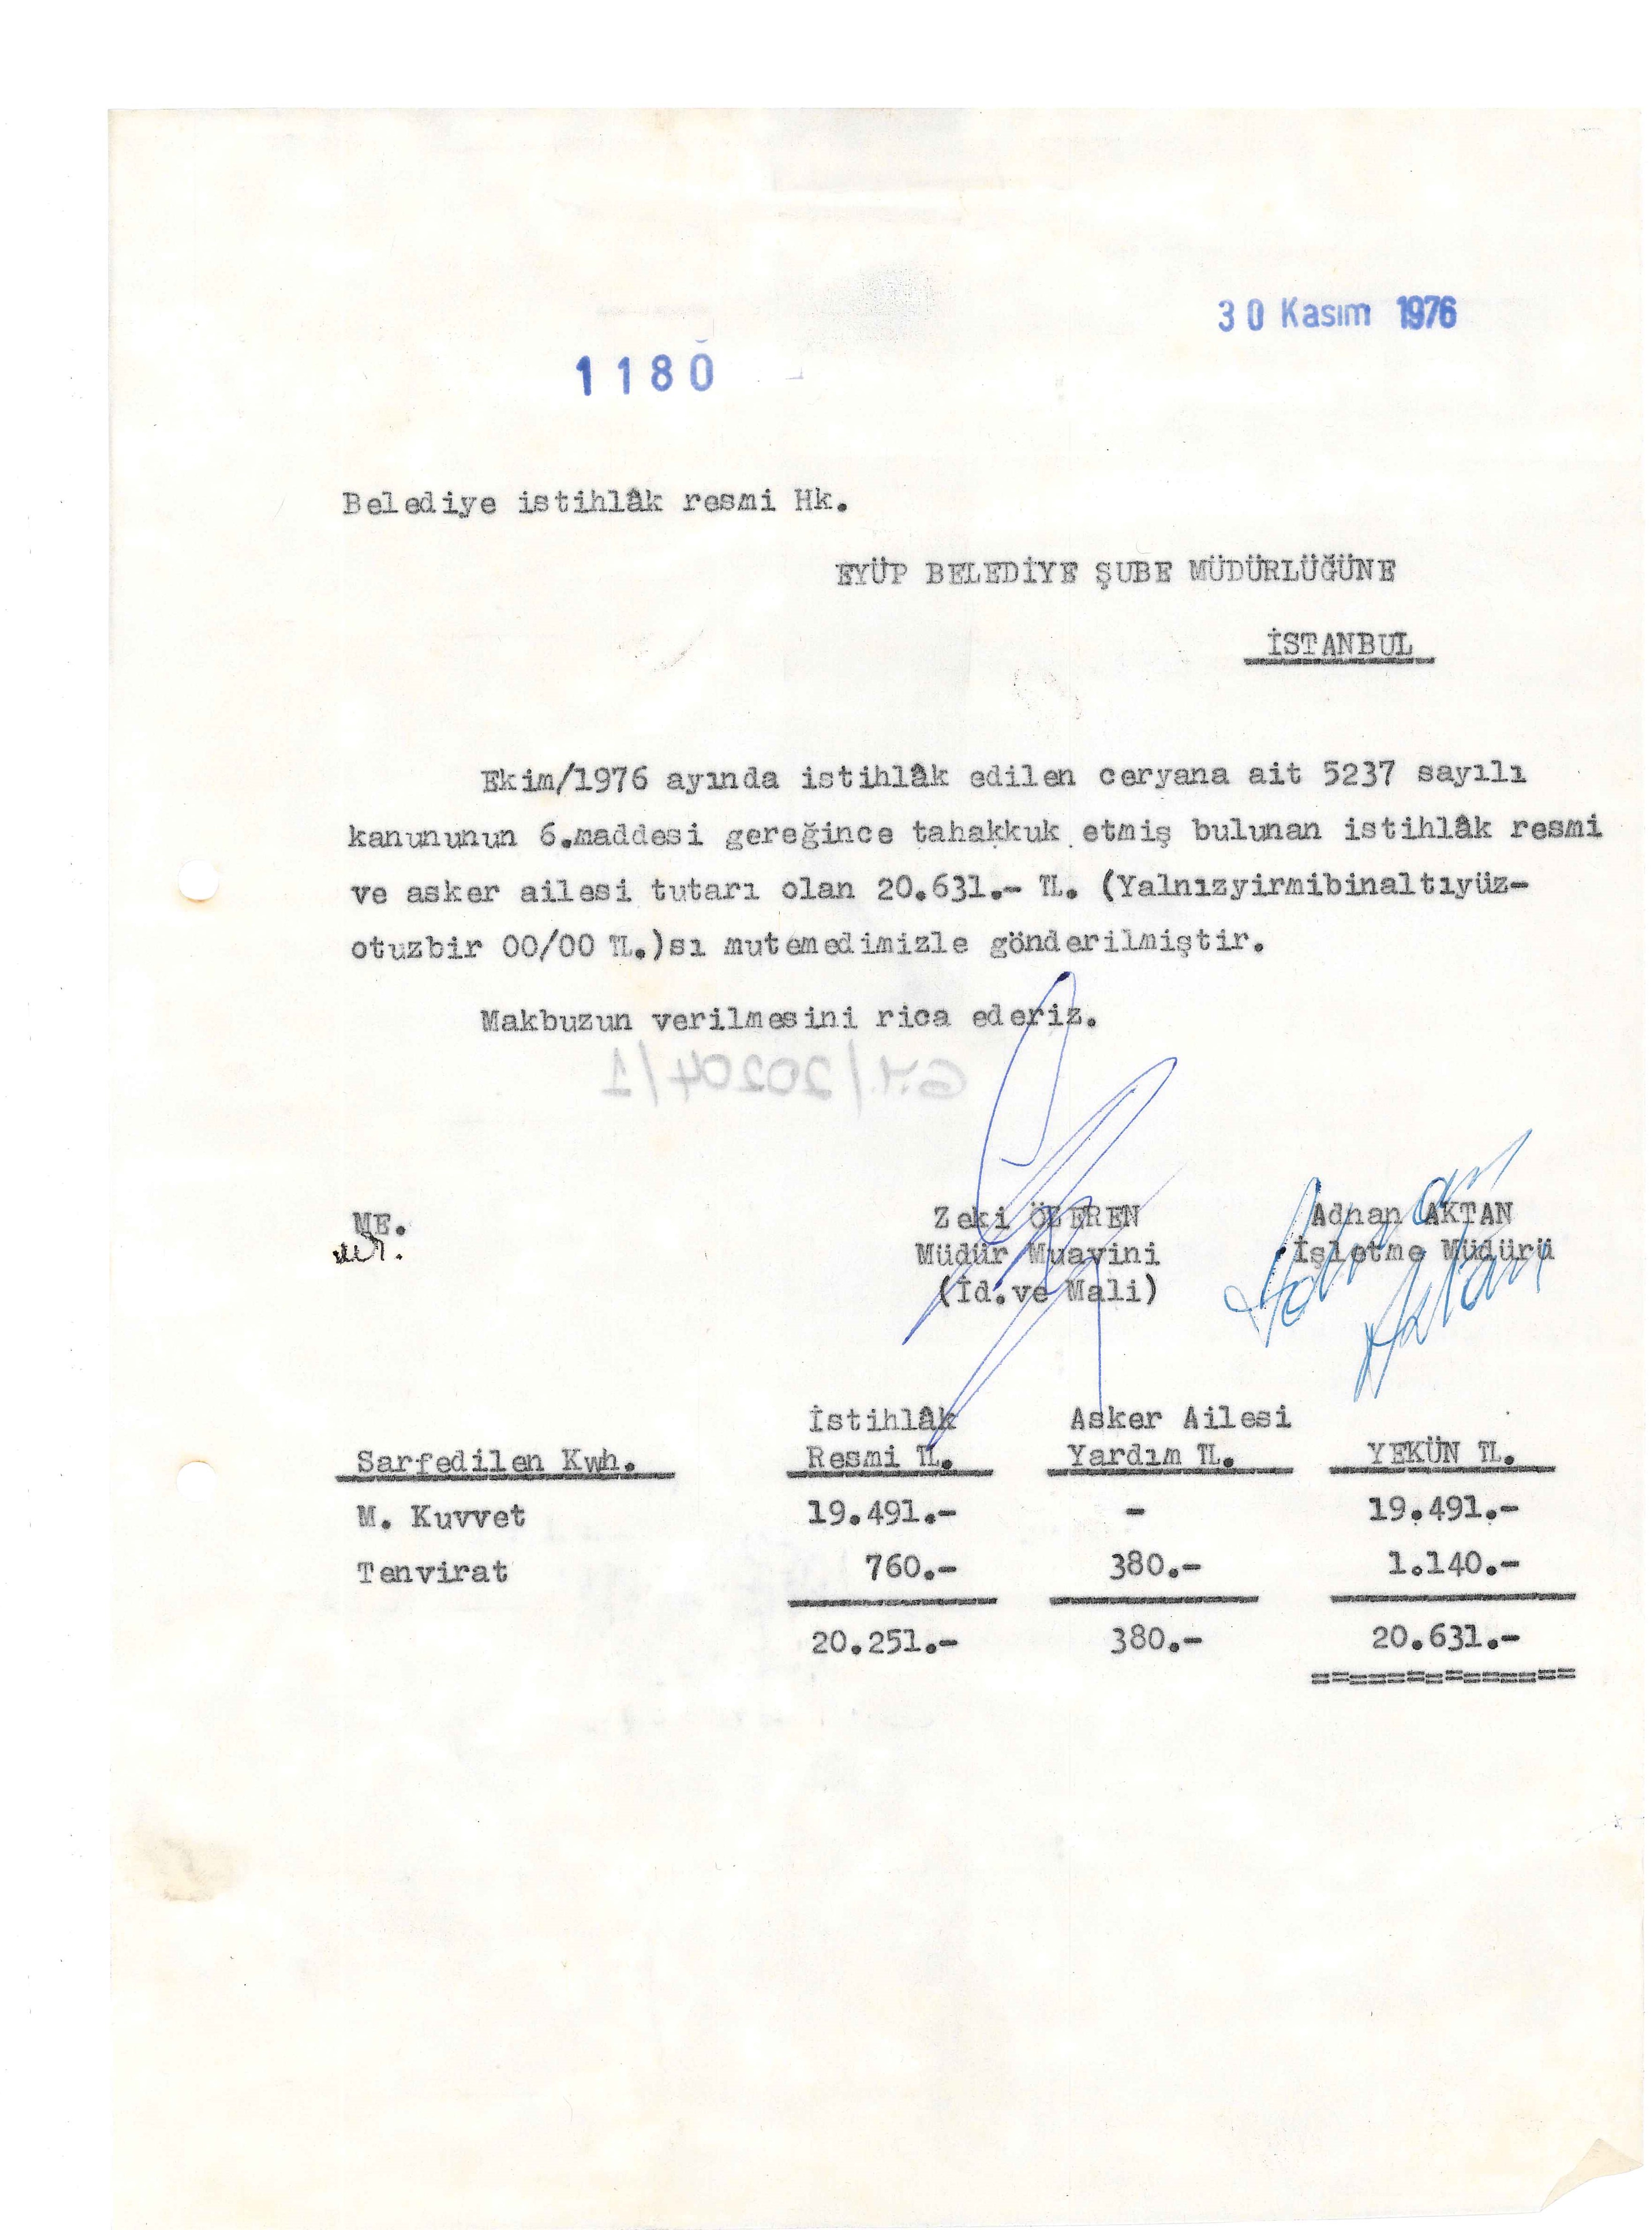 30 Kasım 1976
1180
Belediye istihlâk resmi Hk.
EYÜP BELEDİYE ŞUBE MÜDÜRLÜĞÜNE
İSTANBUL
Ekim/1976 ayında istihlâk edilen ceryana ait 5237 sayılı
kanununun 6.maddesi gereğince tahakkuk etmiş bulunan istihlâk resmi
ve asker ailesi tutarı olan 20.631.- TL. (Yalnızyirmibinaltıyüz-
otuzbir 00/00 TL.)sı mutemedimizle gönderilmiştir.
Makbuzun verilmesini rica ederiz.
ME. Zeki Adnan AKTAN
Müdür Muavini İşletme Müdürü
(İd.ve Mali)
Adnan Aktan
İstihlâk Asker Ailesi
Sarfedilen Kwh. Resmi TL. Yardım TL. YEKÜN TL.
M. Kuvvet 19.491.- - 19.491.-
Tenvirat 760.- 380.- 1.140.-
20.251.- 380.- 20.631.-
==============